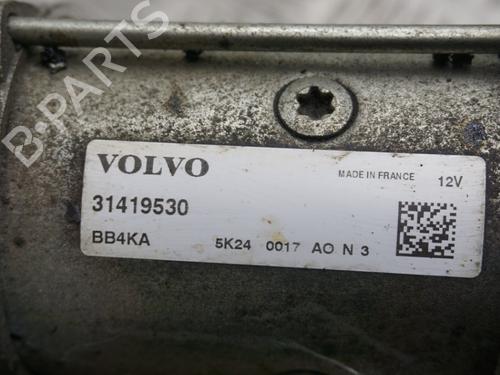 B-PARTS
VOLVO MADE IN FRANCE 12V
31419530
BB4KA 5K24 0017 AO N 3